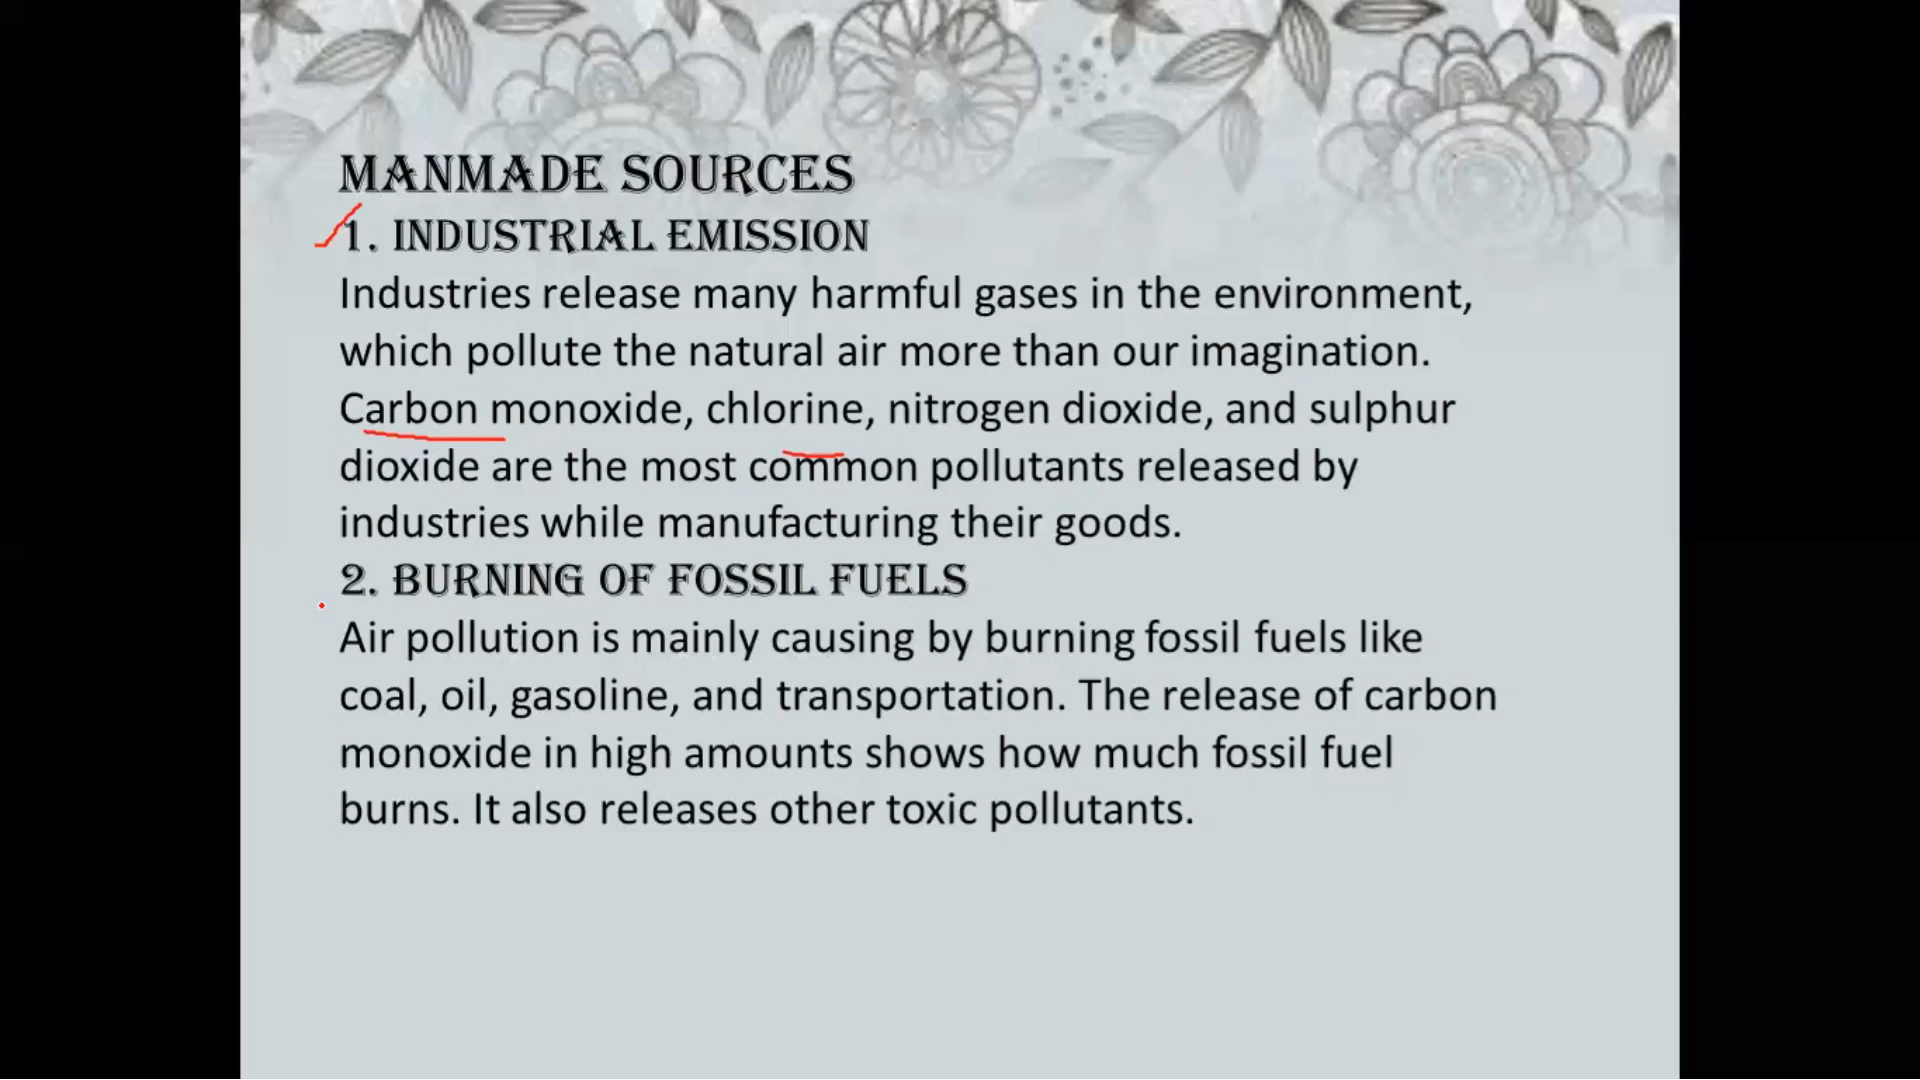 MANMADE SOURCES
1. INDUSTRIAL EMISSION
Industries release many harmful gases in the environment,
which pollute the natural air more than our imagination.
Carbon monoxide, chlorine, nitrogen dioxide, and sulphur
dioxide are the most common pollutants released by
industries while manufacturing their goods.
2. BURNING OF FOSSIL FUELS
Air pollution is mainly causing by burning fossil fuels like
coal, oil, gasoline, and transportation. The release of carbon
monoxide in high amounts shows how much fossil fuel
burns. It also releases other toxic pollutants.